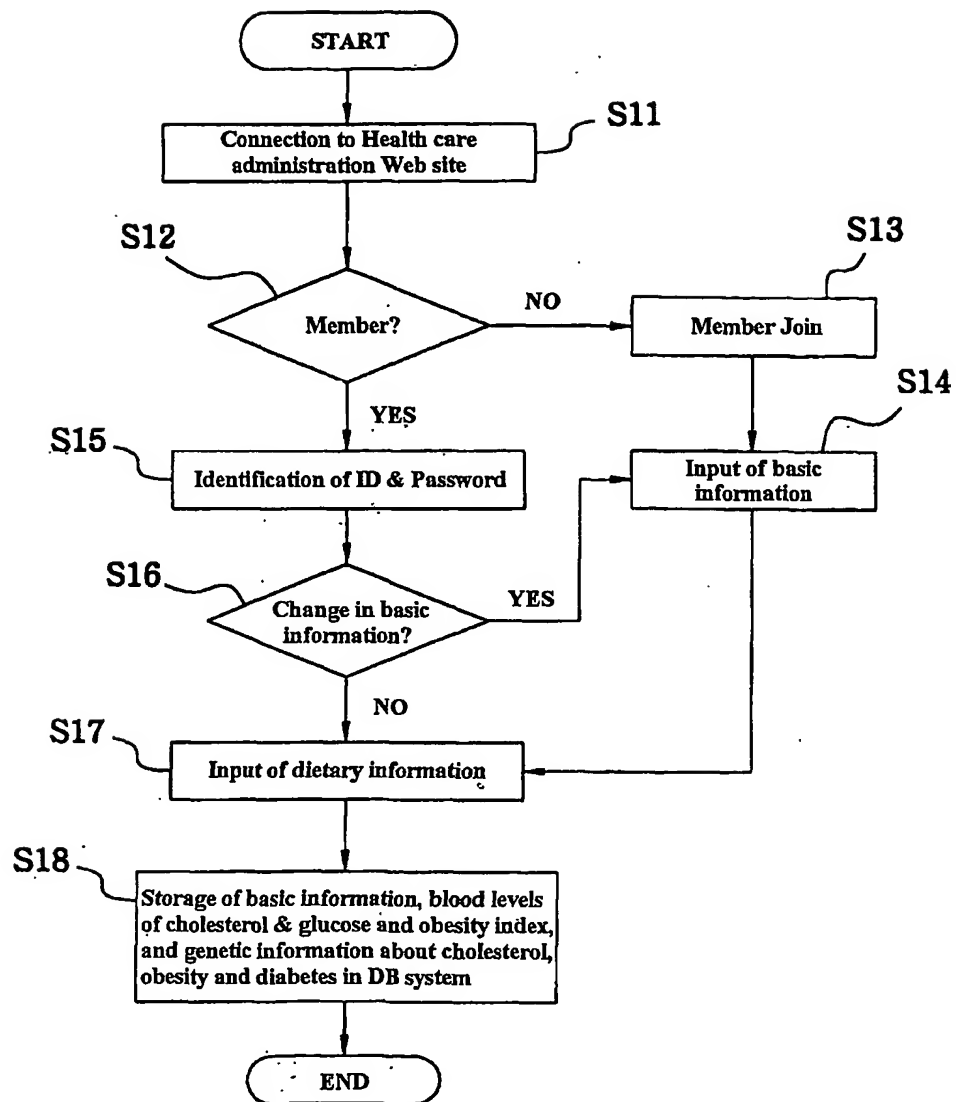 START
S11
Connection to Health care
administration Web site
S12
S13
Member?
NO
Member Join
YES
S14
S15
Identification of ID & Password
Input of basic
information
S16
Change in basic
information?
YES
NO
S17
Input of dietary information
S18
Storage of basic information, blood levels
of cholesterol & glucose and obesity index,
and genetic information about cholesterol,
obesity and diabetes in DB system
END